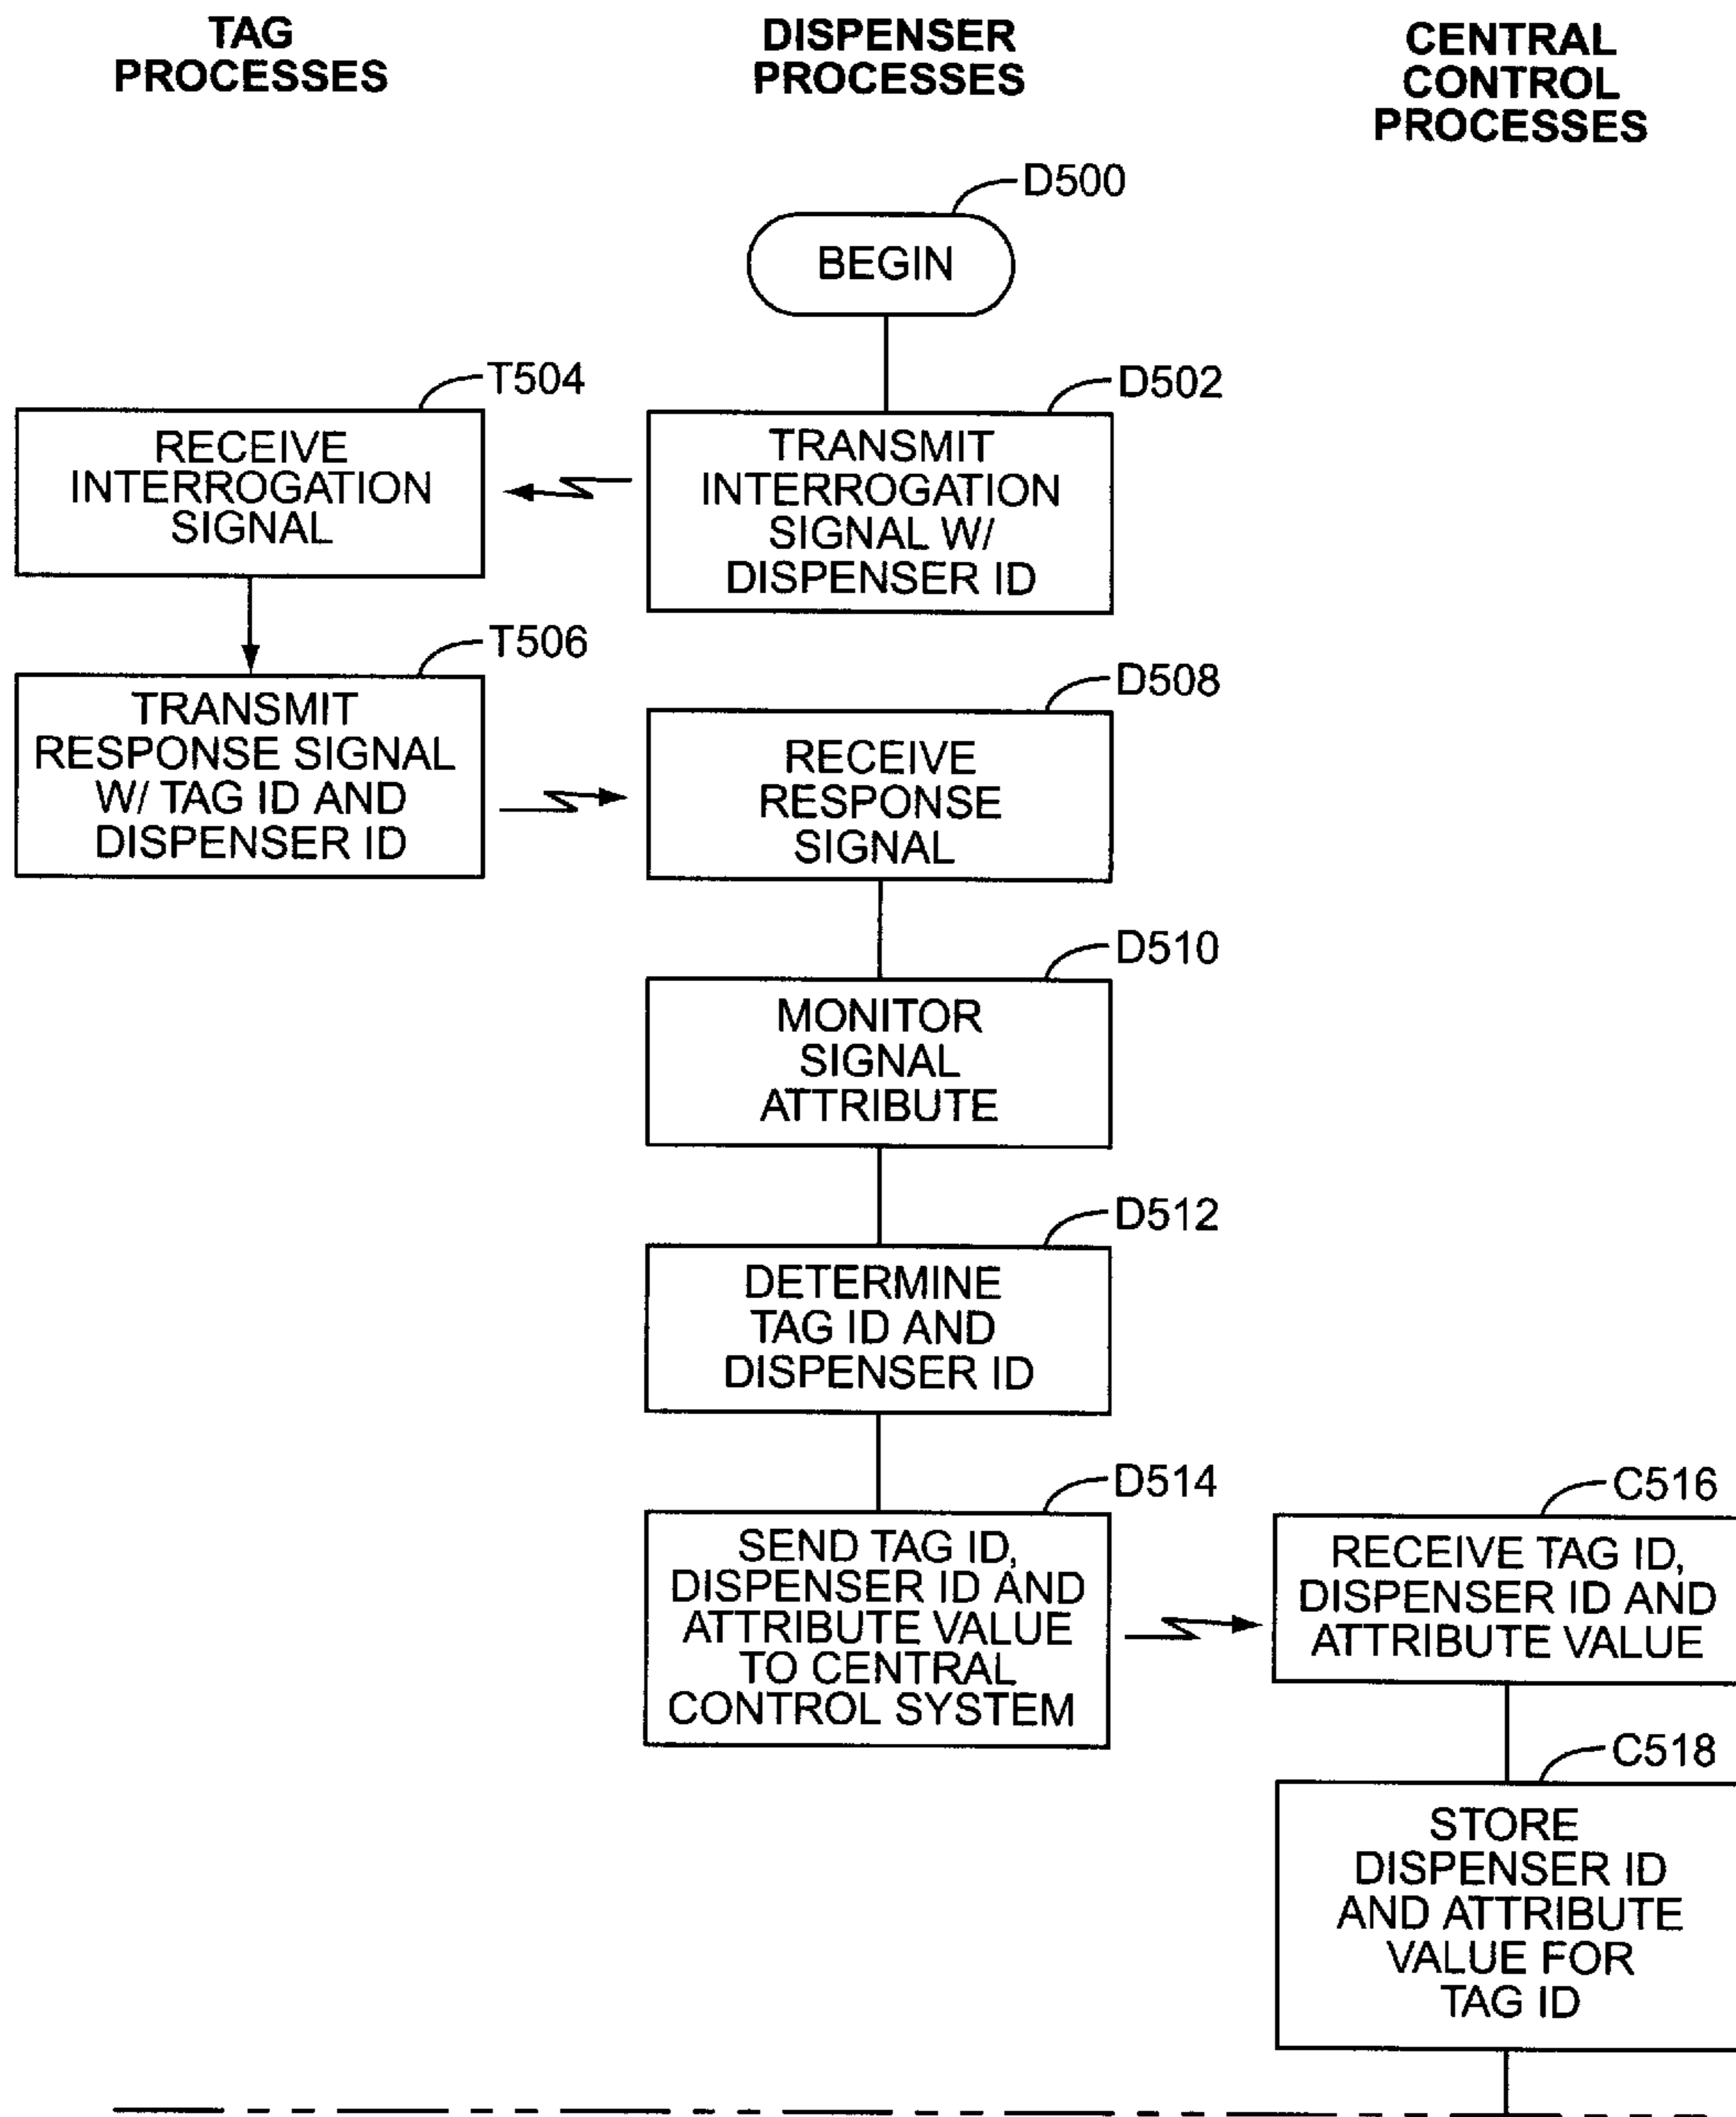 TAG
PROCESSES
DISPENSER
PROCESSES
CENTRAL
CONTROL
PROCESSES
D500
BEGIN
T504
RECEIVE
INTERROGATION
SIGNAL
D502
TRANSMIT
INTERROGATION
SIGNAL W/
DISPENSER ID
T506
TRANSMIT
RESPONSE SIGNAL
W/ TAG ID AND
DISPENSER ID
D508
RECEIVE
RESPONSE
SIGNAL
D510
MONITOR
SIGNAL
ATTRIBUTE
D512
DETERMINE
TAG ID AND
DISPENSER ID
D514
SEND TAG ID,
DISPENSER ID AND
ATTRIBUTE VALUE
TO CENTRAL
CONTROL SYSTEM
C516
RECEIVE TAG ID,
DISPENSER ID AND
ATTRIBUTE VALUE
C518
STORE
DISPENSER ID
AND ATTRIBUTE
VALUE FOR
TAG ID